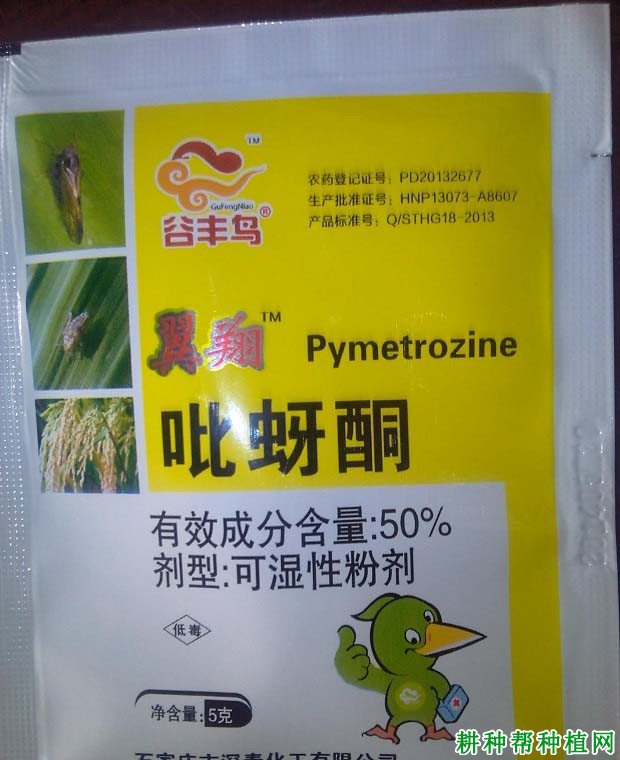 TM
GuFengNiao
谷丰鸟®
农药登记证号：PD20132677
生产批准证号：HNP13073-A8607
产品标准号：Q/STHG18-2013
翼翔TM
Pymetrozine
吡蚜酮
有效成分含量:50%
剂型:可湿性粉剂
低毒
净含量:5克
耕种帮种植网